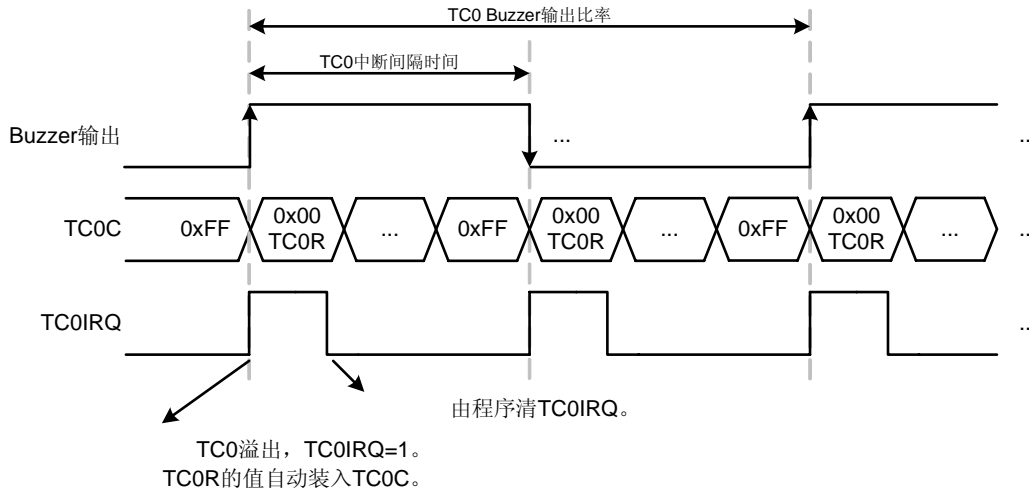 TC0 Buzzer输出比率
TC0中断间隔时间
Buzzer输出
...
..
TC0C
0xFF
0x00
TC0R
...
0xFF
0x00
TC0R
...
0xFF
0x00
TC0R
...
..
TC0IRQ
..
由程序清TC0IRQ。
TC0溢出，TC0IRQ=1。
TC0R的值自动装入TC0C。